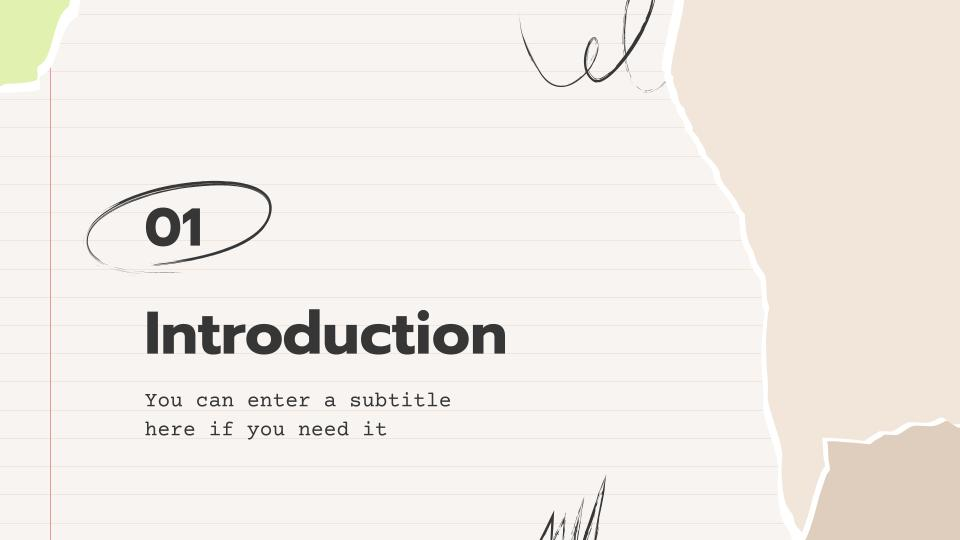 01
Introduction
You can enter a subtitle
here if you need it